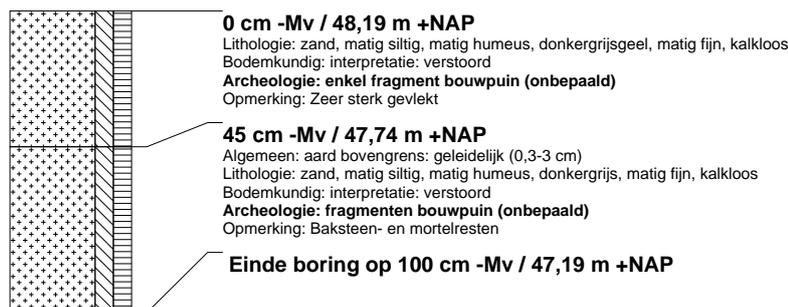 0 cm -Mv / 48,19 m +NAP
Lithologie: zand, matig siltig, matig humeus, donkergrijsgeel, matig fijn, kalkloos
Bodemkundig: interpretatie: verstoord
Archeologie: enkel fragment bouwpuin (onbepaald)
Opmerking: Zeer sterk gevlekt
45 cm -Mv / 47,74 m +NAP
Algemeen: aard bovengrens: geleidelijk (0,3-3 cm)
Lithologie: zand, matig siltig, matig humeus, donkergrijs, matig fijn, kalkloos
Bodemkundig: interpretatie: verstoord
Archeologie: fragmenten bouwpuin (onbepaald)
Opmerking: Baksteen- en mortelresten
Einde boring op 100 cm -Mv / 47,19 m +NAP